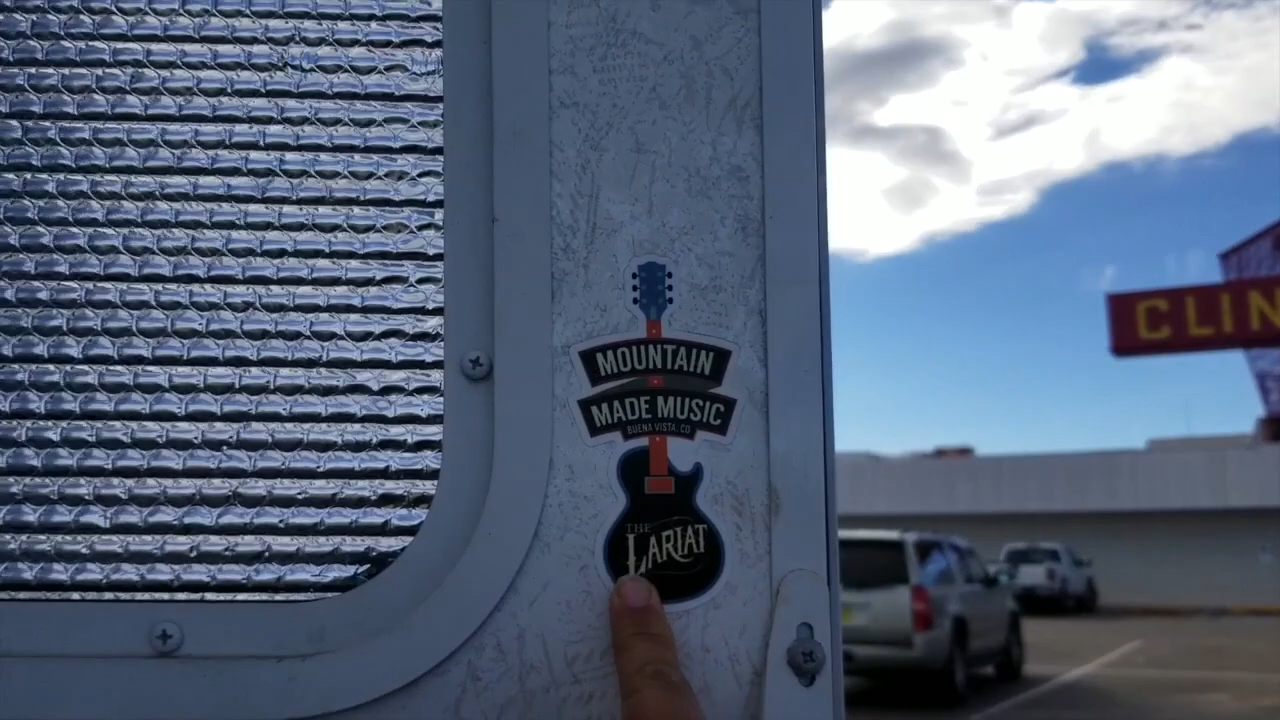 MOUNTAIN
MADE MUSIC
BUENA VISTA, CO
THE
LARIAT
CLIN